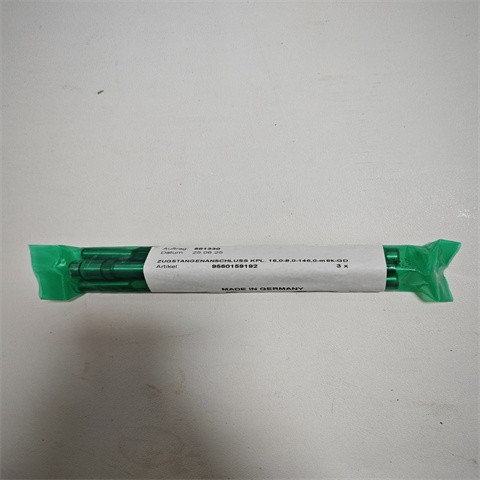 Auftrag 581330
Datum 25.06.25
ZUGSTANGENANSCHLUSS KPL. 16,0-8,0-146,0-m6k-GD
Artikel 9560159192 3 x
MADE IN GERMANY